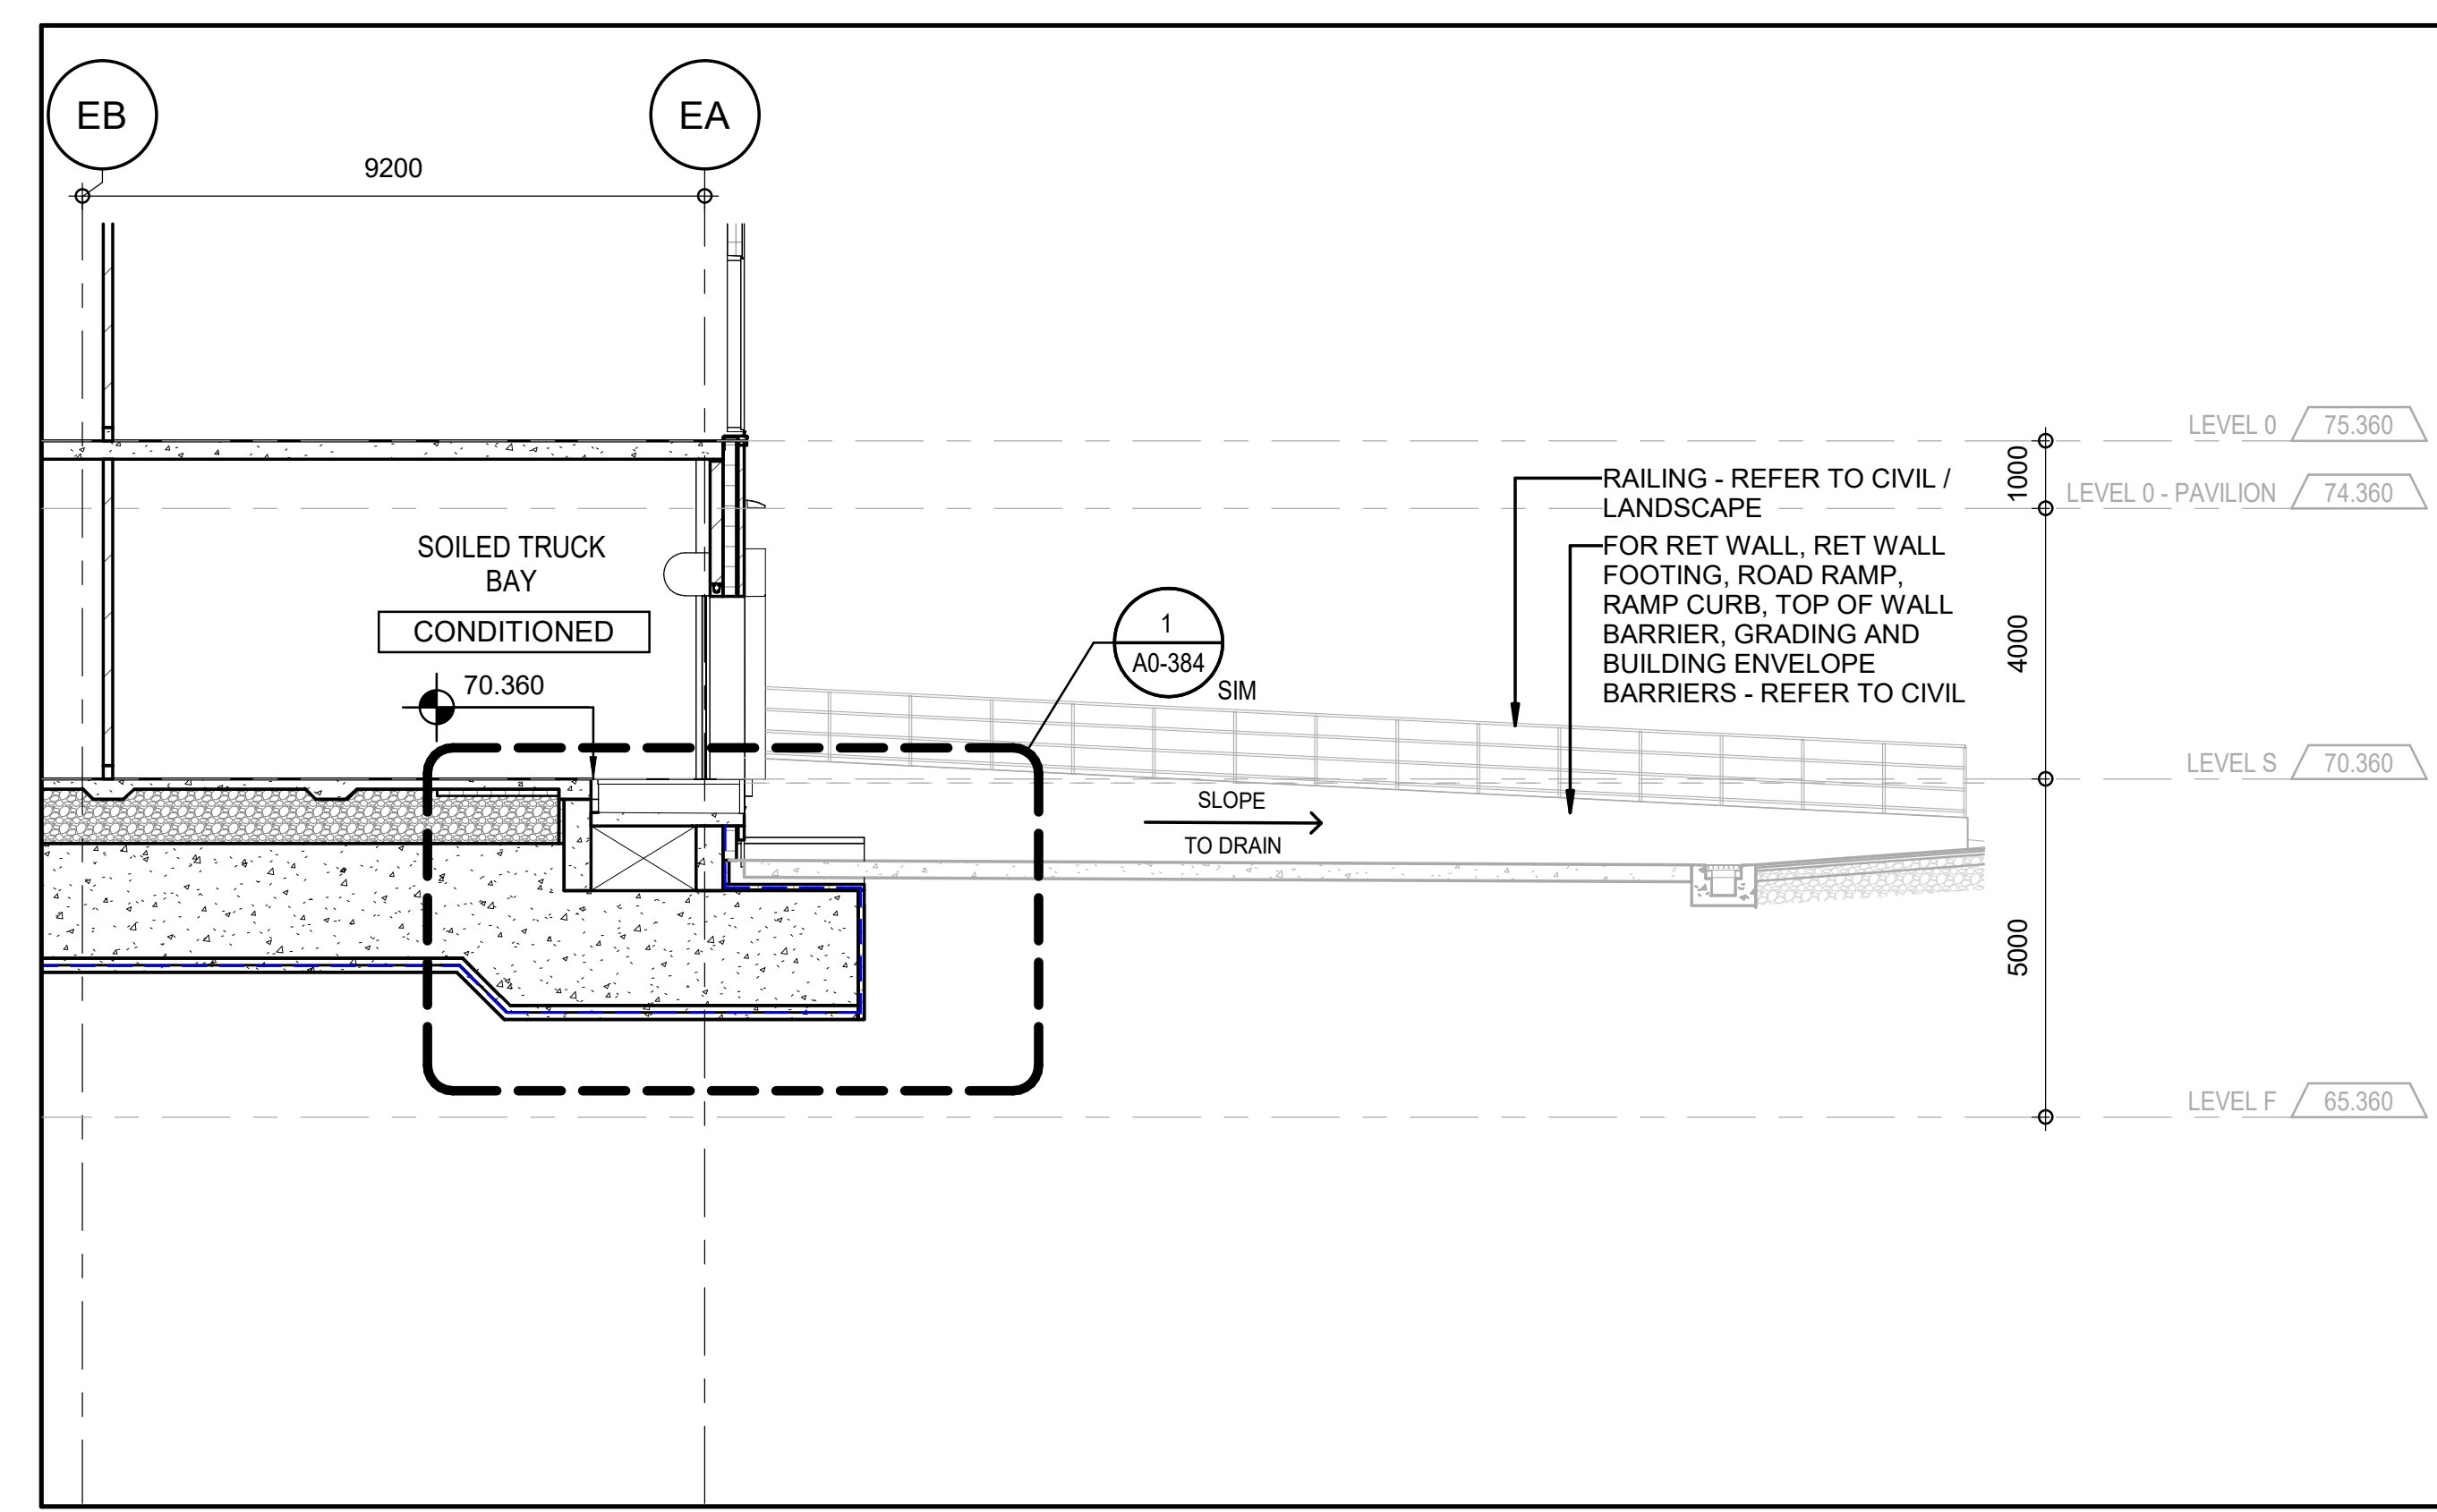 EB
EA
9200
LEVEL 0
75.360
1000
LEVEL 0 - PAVILION
74.360
RAILING - REFER TO CIVIL /
LANDSCAPE
FOR RET WALL, RET WALL
FOOTING, ROAD RAMP,
RAMP CURB, TOP OF WALL
BARRIER, GRADING AND
BUILDING ENVELOPE
BARRIERS - REFER TO CIVIL
SOILED TRUCK
BAY
CONDITIONED
70.360
1
A0-384
SIM
4000
LEVEL S
70.360
SLOPE
TO DRAIN
5000
LEVEL F
65.360